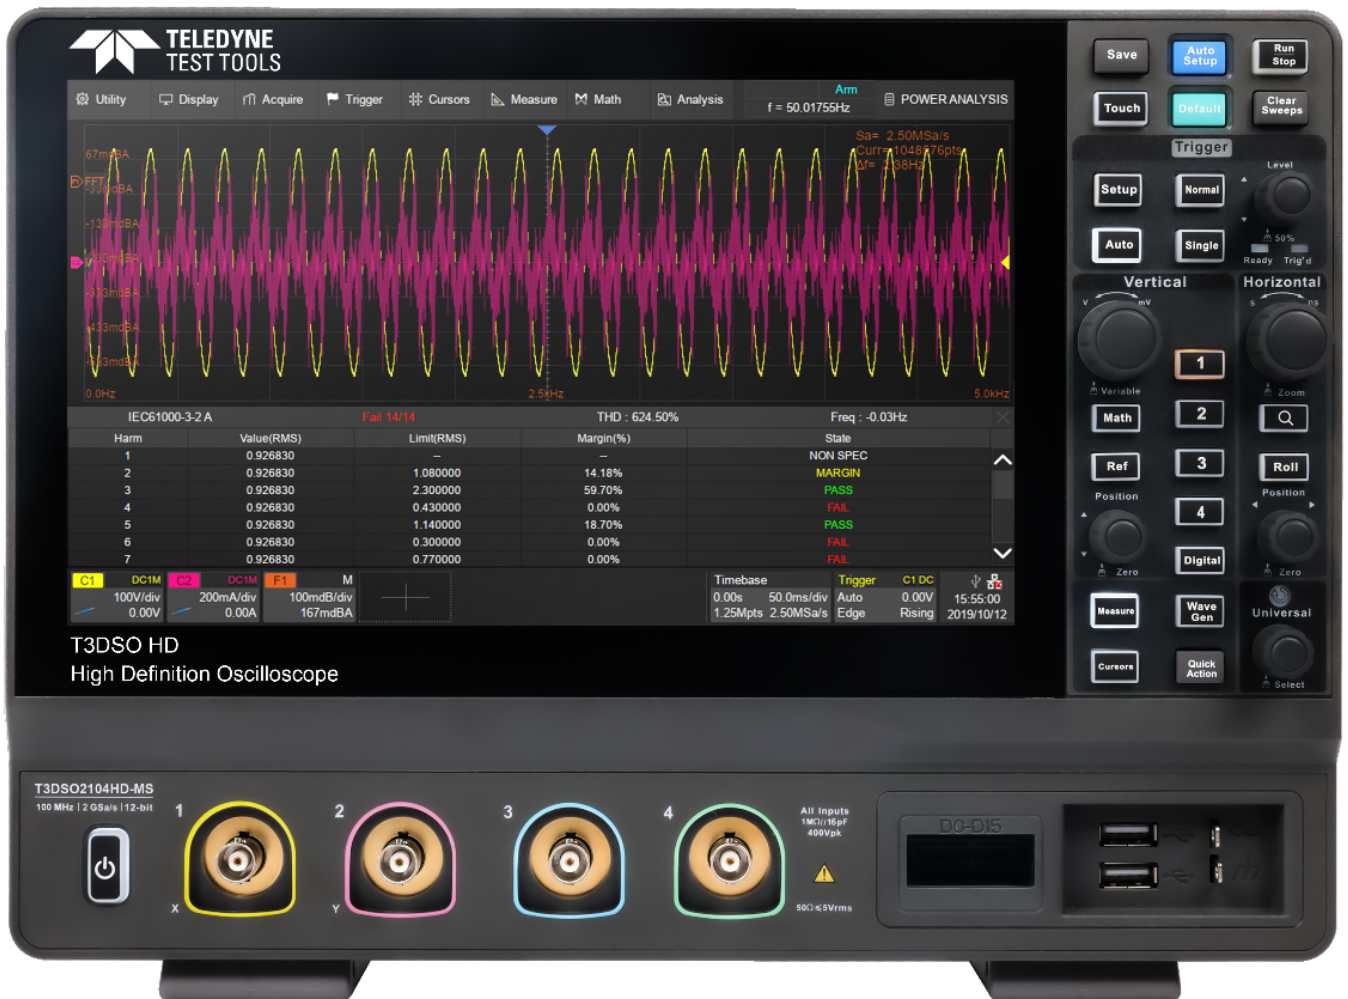 TELEDYNE
TEST TOOLS
Utility Display Acquire Trigger Cursors Measure Math Analysis Arm POWER ANALYSIS
f = 50.01755Hz
Sa= 2.50MSa/s
Curr=1048576pts
Δf= 2.38Hz
67mdBA
FFT
-33mdBA
-133mdBA
-333mdBA
-433mdBA
0.0Hz 2.5kHz 5.0kHz
IEC61000-3-2 A Fail 14/14 THD : 624.50% Freq : -0.03Hz
Harm Value(RMS) Limit(RMS) Margin(%) State
1 0.926830 -- -- NON SPEC
2 0.926830 1.080000 14.18% MARGIN
3 0.926830 2.300000 59.70% PASS
4 0.926830 0.430000 0.00% FAIL
5 0.926830 1.140000 18.70% PASS
6 0.926830 0.300000 0.00% FAIL
7 0.926830 0.770000 0.00% FAIL
C1 DC1M C2 DC1M F1 M Timebase Trigger C1 DC
100V/div 200mA/div 100mdB/div 0.00s 50.0ms/div Auto 0.00V 15:55:00
0.00V 0.00A 167mdBA 1.25Mpts 2.50MSa/s Edge Rising 2019/10/12
T3DSO HD
High Definition Oscilloscope
Save
Auto
Setup
Run
Stop
Touch
Default
Clear
Sweeps
Trigger
Level
Setup
Normal
50%
Auto
Single
Ready Trig'd
Vertical
V mV
Variable
Horizontal
s ns
Zoom
1
Math
2
Ref
3
Roll
Position
4
Position
Zero
Digital
Zero
Measure
Wave
Gen
Universal
Cursors
Quick
Action
Select
T3DSO2104HD-MS
100 MHz | 2 GSa/s | 12-bit
1
X
2
Y
3
4
All Inputs
1MΩ//16pF
400Vpk
50Ω≤5Vrms
D0-D15